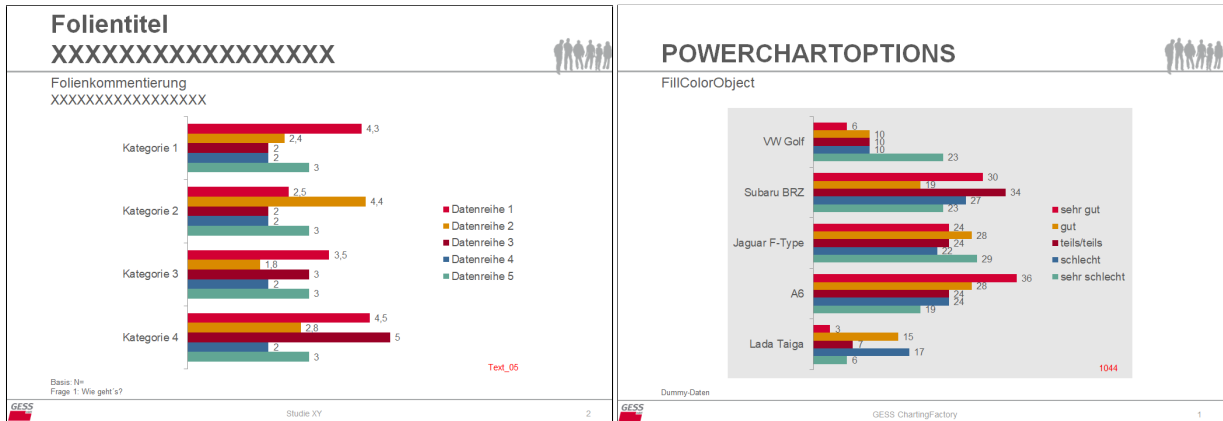 Folientitel
XXXXXXXXXXXXXXXXX
Folienkommentierung
XXXXXXXXXXXXXXXXX
Kategorie 1
4,3
2,4
2
2
3
Kategorie 2
2,5
4,4
2
2
3
Kategorie 3
3,5
1,8
3
2
3
Kategorie 4
4,5
2,8
5
2
3
Datenreihe 1
Datenreihe 2
Datenreihe 3
Datenreihe 4
Datenreihe 5
Text_05
Basis: N=
Frage 1: Wie geht´s?
GESS
Studie XY
2
POWERCHARTOPTIONS
FillColorObject
VW Golf
6
10
10
10
23
Subaru BRZ
30
19
34
27
23
Jaguar F-Type
24
28
24
22
29
A6
36
28
24
24
19
Lada Taiga
3
15
7
17
6
sehr gut
gut
teils/teils
schlecht
sehr schlecht
1044
Dummy-Daten
GESS
GESS ChartingFactory
1